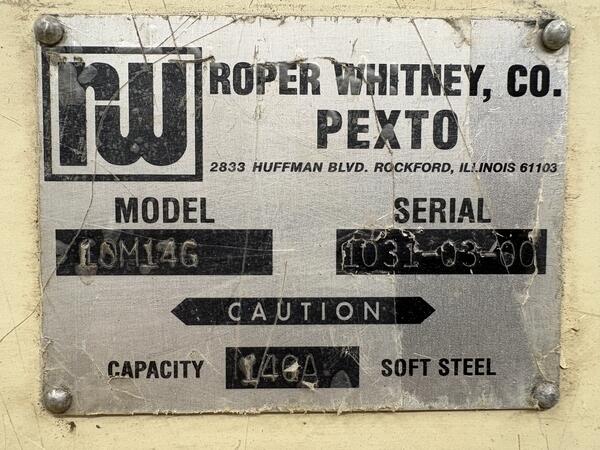 rw
ROPER WHITNEY, CO.
PEXTO
2833 HUFFMAN BLVD. ROCKFORD, ILLINOIS 61103
MODEL SERIAL
10M14G 1031-03-00
CAUTION
CAPACITY 14GA SOFT STEEL